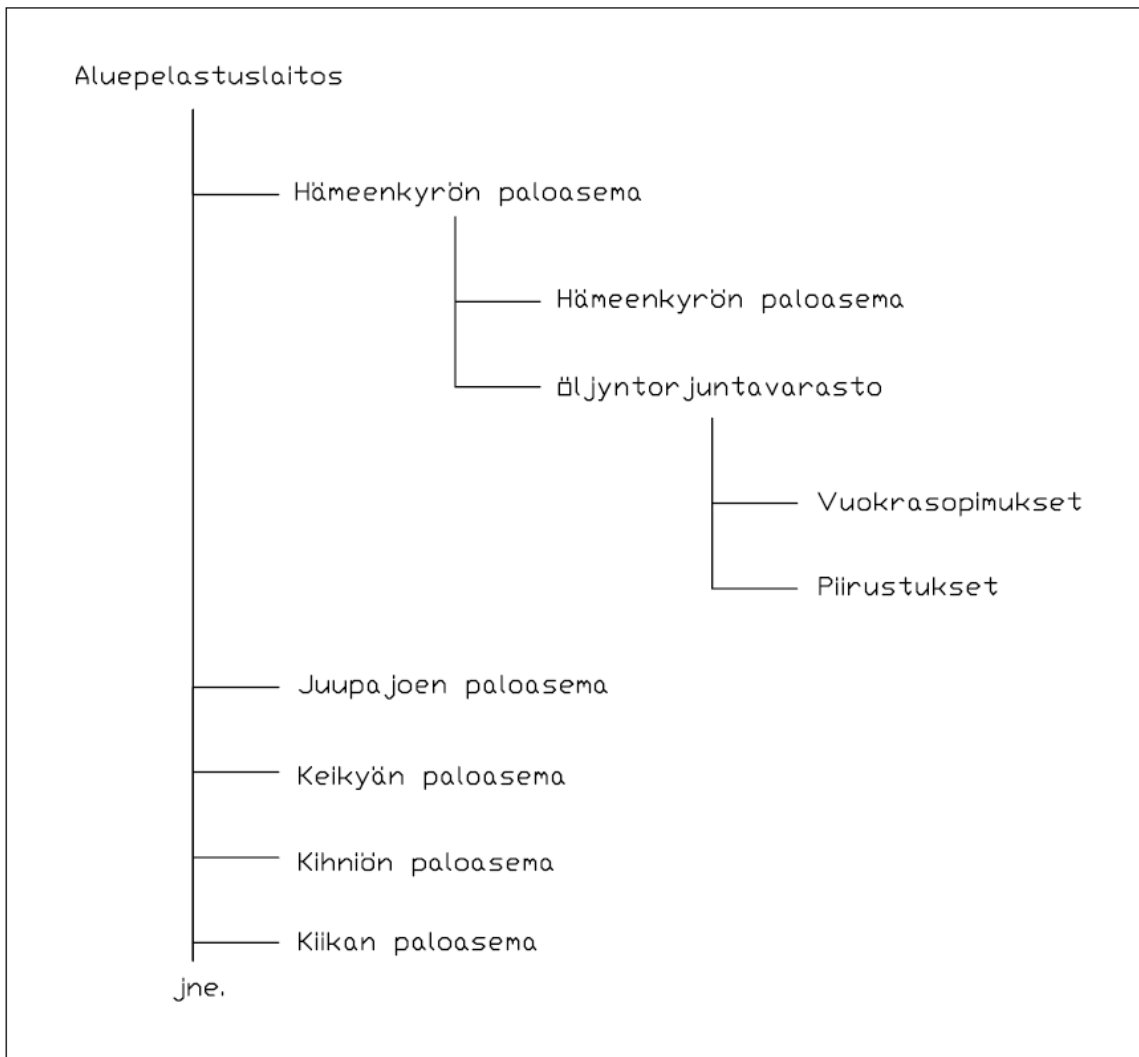 Aluepelastuslaitos
Hämeenkyrön paloasema
Hämeenkyrön paloasema
öljyntorjuntavarasto
Vuokrasopimukset
Piirustukset
Juupajoen paloasema
Keikyän paloasema
Kihniön paloasema
Kiikan paloasema
jne.